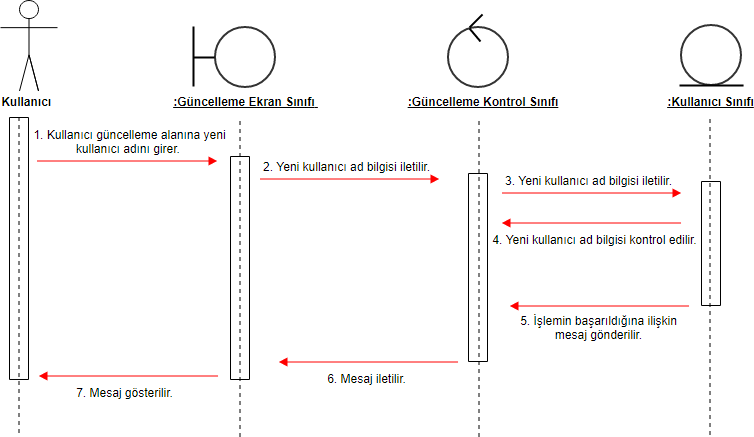 Kullanıcı
:Güncelleme Ekran Sınıfı
:Güncelleme Kontrol Sınıfı
:Kullanıcı Sınıfı
1. Kullanıcı güncelleme alanına yeni
kullanıcı adını girer.
2. Yeni kullanıcı ad bilgisi iletilir.
3. Yeni kullanıcı ad bilgisi iletilir.
4. Yeni kullanıcı ad bilgisi kontrol edilir.
5. İşlemin başarıldığına ilişkin
mesaj gönderilir.
6. Mesaj iletilir.
7. Mesaj gösterilir.